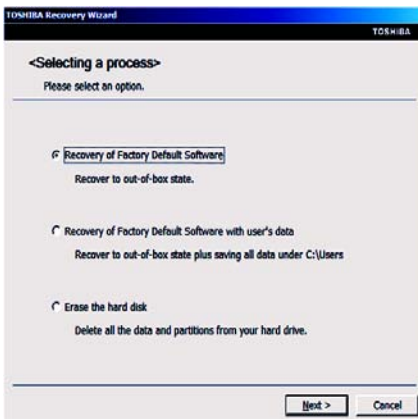 TOSHIBA Recovery Wizard
TOSHIBA
<Selecting a process>
Please select an option.
Recovery of Factory Default Software
Recover to out-of-box state.
Recovery of Factory Default Software with user's data
Recover to out-of-box state plus saving all data under C:\Users
Erase the hard disk
Delete all the data and partitions from your hard drive.
Next > Cancel